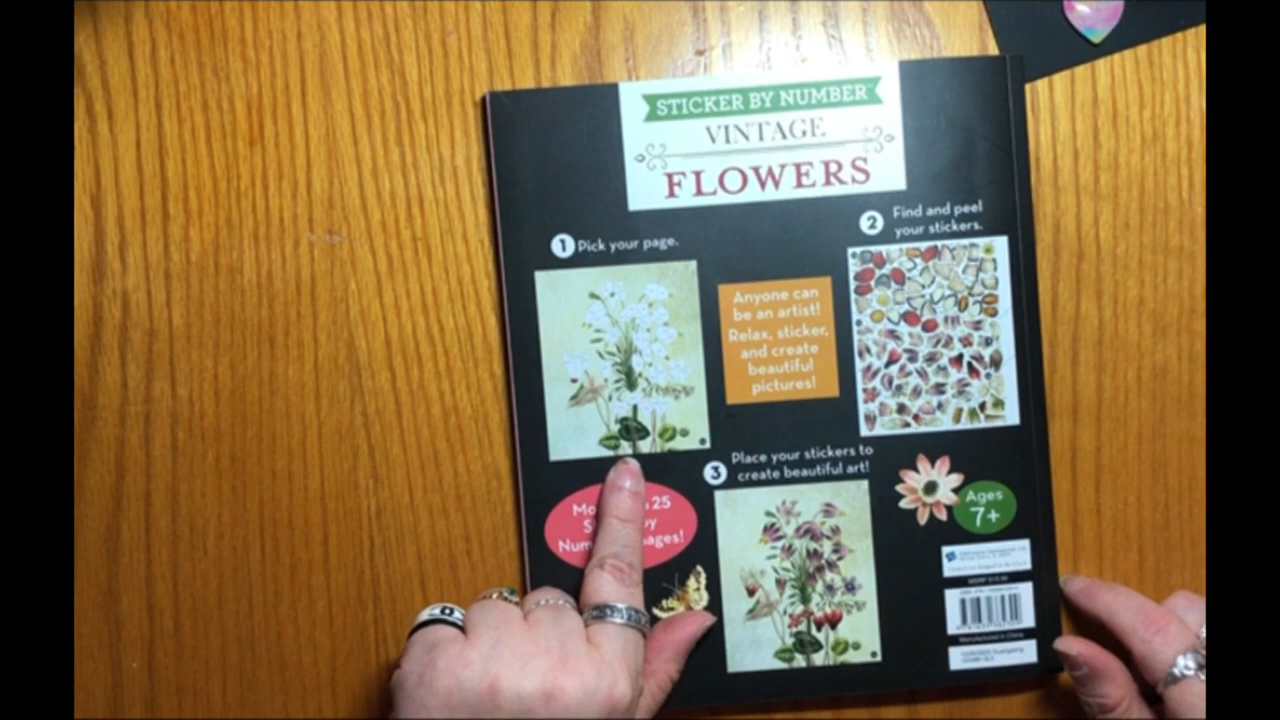 STICKER BY NUMBER
VINTAGE
FLOWERS
1 Pick your page.
2 Find and peel
your stickers.
Anyone can
be an artist!
Relax, sticker,
and create
beautiful
pictures!
3 Place your stickers to
create beautiful art!
25
Ages
7+
Manufactured in China